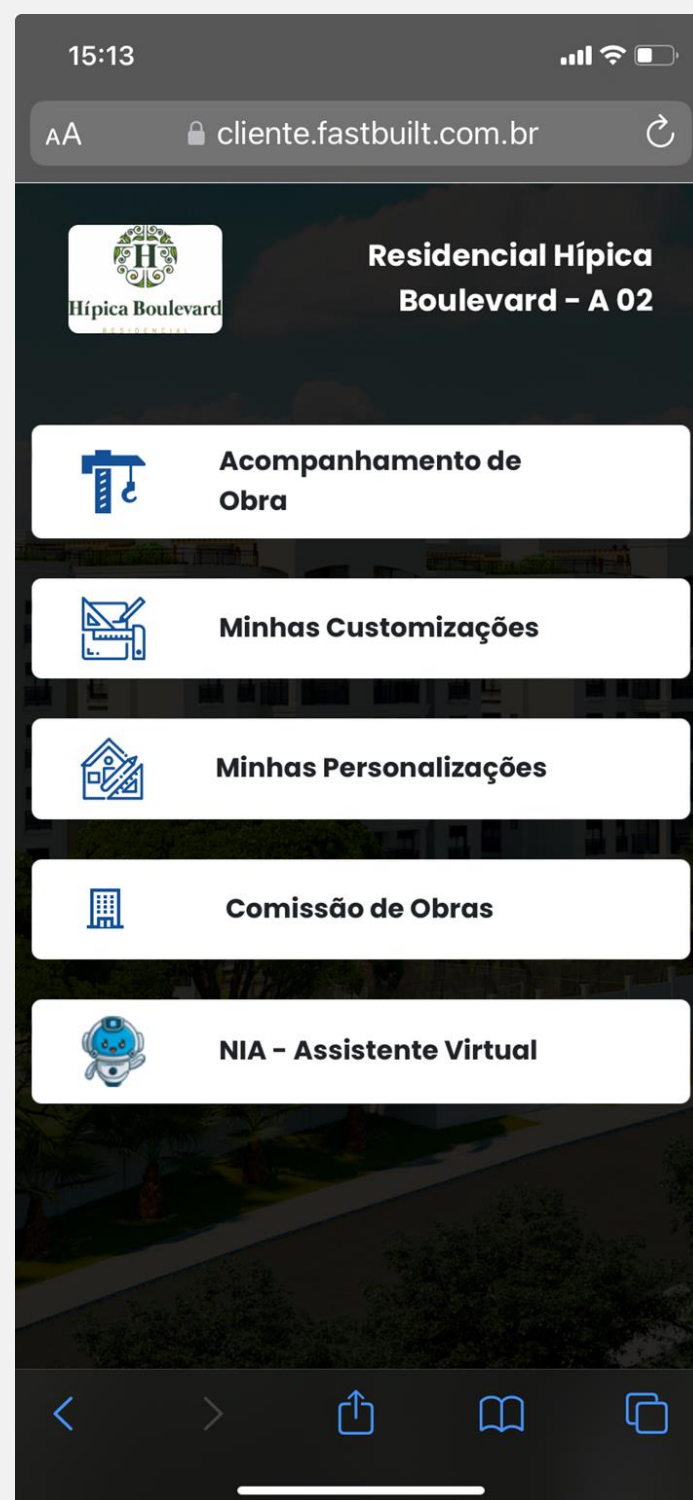 15:13
AA cliente.fastbuilt.com.br
H
Hípica Boulevard
RESIDENCIAL
Residencial Hípica
Boulevard - A 02
Acompanhamento de
Obra
Minhas Customizações
Minhas Personalizações
Comissão de Obras
NIA - Assistente Virtual